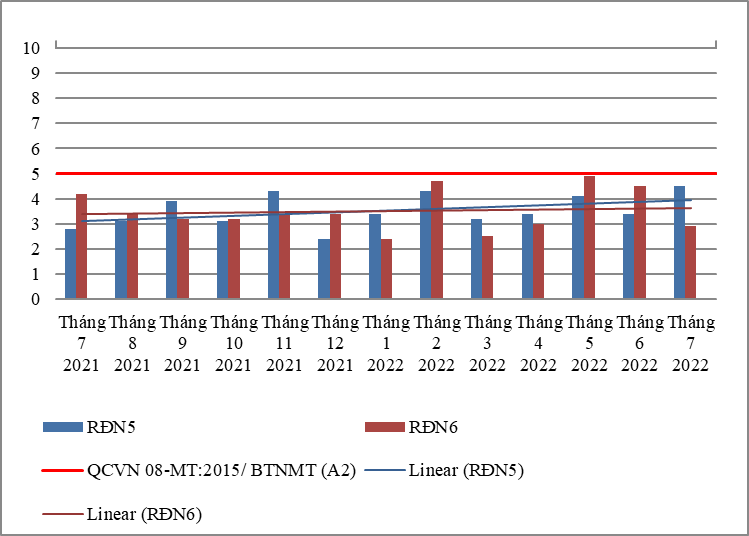 10
9
8
7
6
5
4
3
2
1
0
Tháng Tháng Tháng Tháng Tháng Tháng Tháng Tháng Tháng Tháng Tháng Tháng Tháng
7 8 9 10 11 12 1 2 3 4 5 6 7
2021 2021 2021 2021 2021 2021 2022 2022 2022 2022 2022 2022 2022
RĐN5 RĐN6
QCVN 08-MT:2015/ BTNMT (A2) Linear (RĐN5)
Linear (RĐN6)